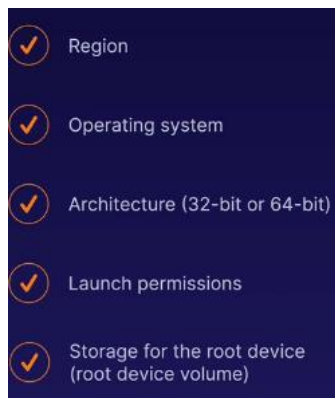 Region
Operating system
Architecture (32-bit or 64-bit)
Launch permissions
Storage for the root device
(root device volume)